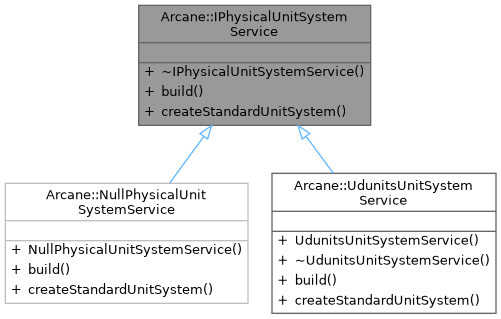 Arcane::IPhysicalUnitSystem
Service
+ ~IPhysicalUnitSystemService()
+ build()
+ createStandardUnitSystem()
Arcane::NullPhysicalUnit
SystemService
+ NullPhysicalUnitSystemService()
+ build()
+ createStandardUnitSystem()
Arcane::UdunitsUnitSystem
Service
+ UdunitsUnitSystemService()
+ ~UdunitsUnitSystemService()
+ build()
+ createStandardUnitSystem()